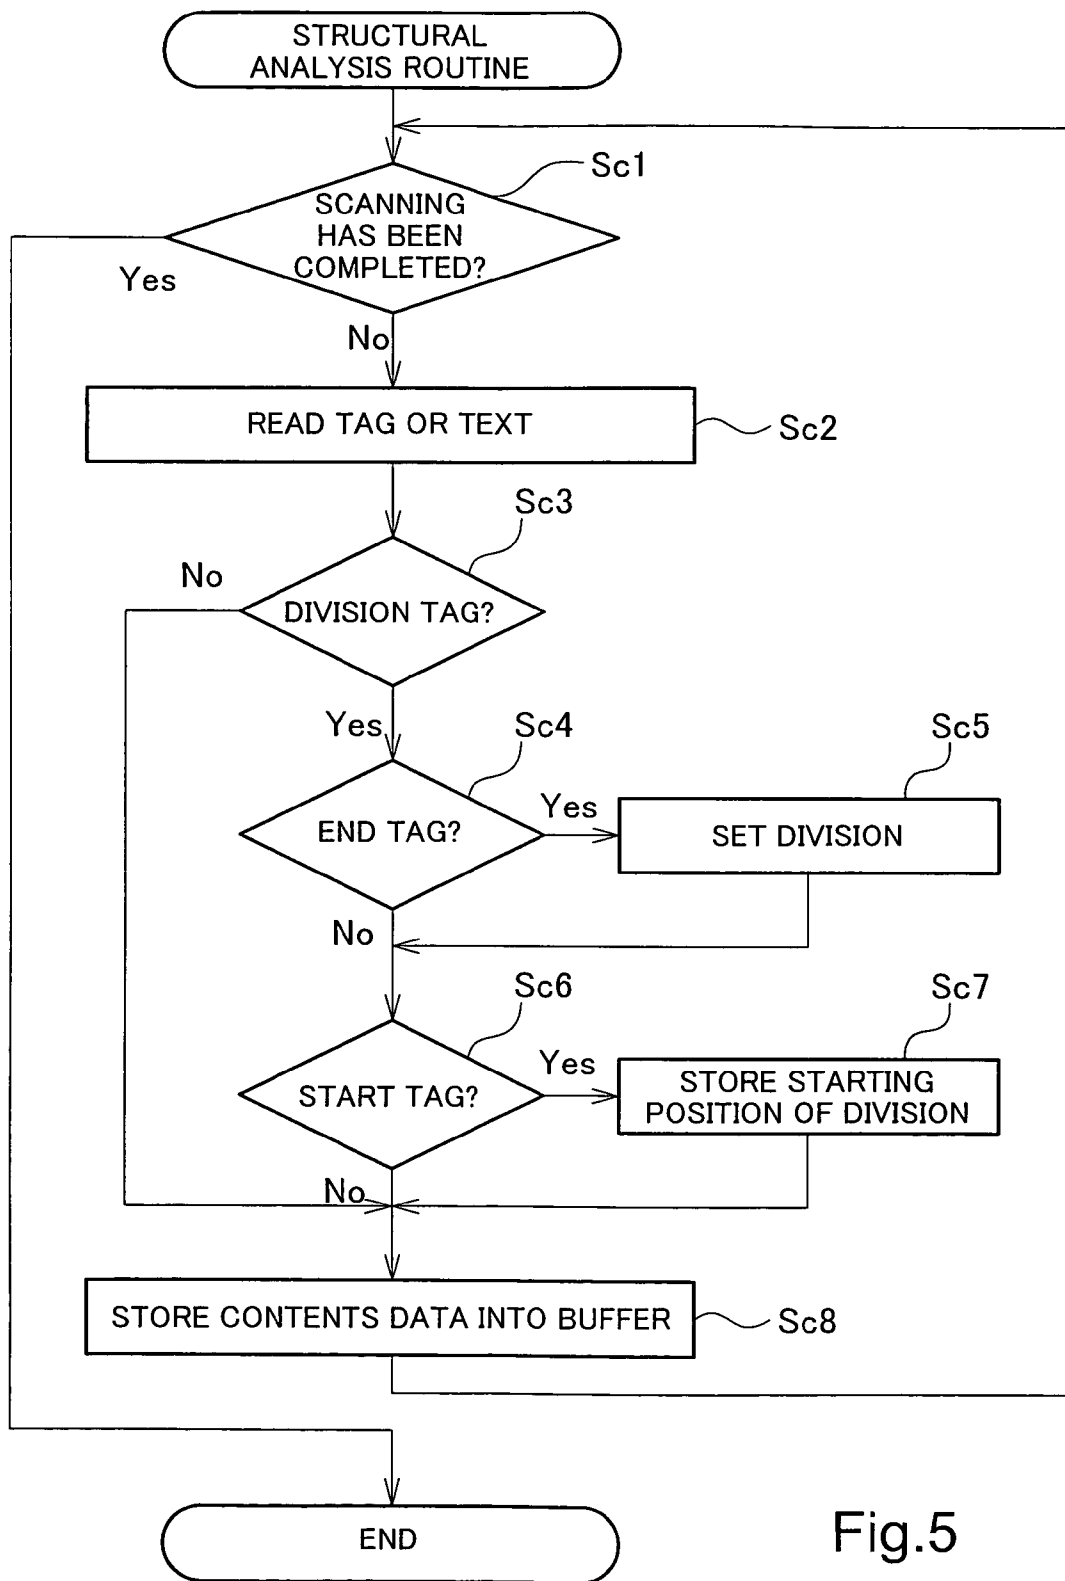 STRUCTURAL
ANALYSIS ROUTINE
Sc1
SCANNING
HAS BEEN
COMPLETED?
Yes
No
READ TAG OR TEXT
Sc2
Sc3
No
DIVISION TAG?
Yes
Sc4
Sc5
END TAG?
Yes
SET DIVISION
No
Sc6
Sc7
START TAG?
Yes
STORE STARTING
POSITION OF DIVISION
No
STORE CONTENTS DATA INTO BUFFER
Sc8
END
Fig.5